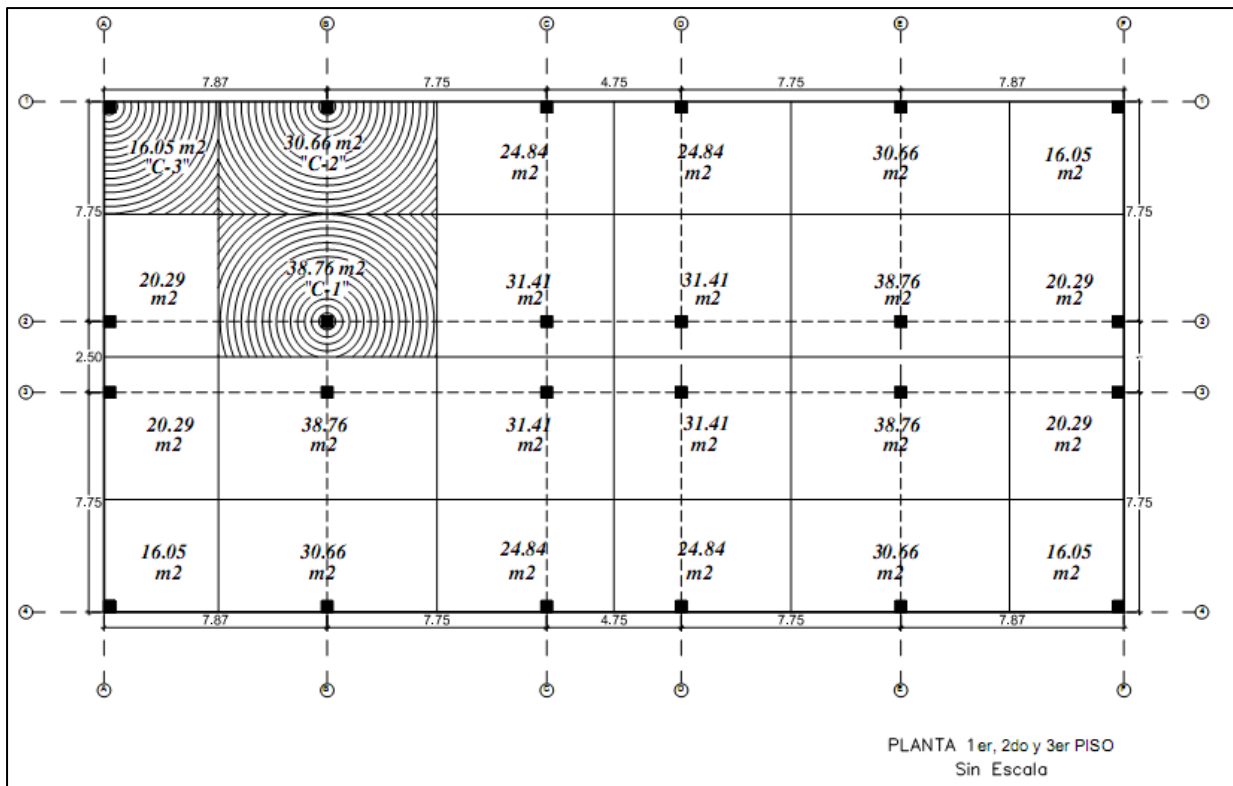 A B C D E F
7.87 7.75 4.75 7.75 7.87
1 1
16.05 m2 30.66 m2 24.84 24.84 30.66 16.05
"C-3" "C-2" m2 m2 m2 m2
7.75 7.75
20.29 38.76 m2 31.41 31.41 38.76 20.29
m2 "C-1" m2 m2 m2 m2
2 2
2.50
3 3
20.29 38.76 31.41 31.41 38.76 20.29
m2 m2 m2 m2 m2 m2
7.75 7.75
16.05 30.66 24.84 24.84 30.66 16.05
m2 m2 m2 m2 m2 m2
4 4
7.87 7.75 4.75 7.75 7.87
A B C D E F
PLANTA 1er, 2do y 3er PISO
Sin Escala